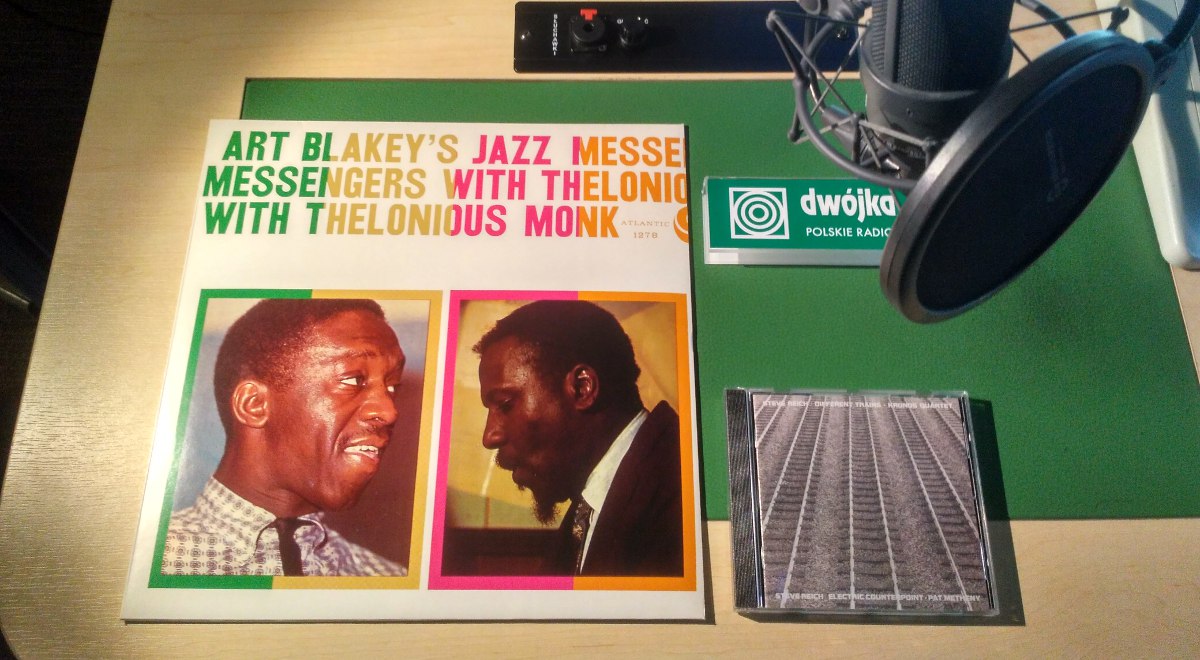 SŁUCHAWKI
ART BLAKEY'S JAZZ MESSE
MESSENGERS WITH THELONIO
WITH THELONIOUS MONK
ATLANTIC
1278
dwójka
POLSKIE RADIO
STEVE REICH · DIFFERENT TRAINS · KRONOS QUARTET
STEVE REICH ELECTRIC COUNTERPOINT · PAT METHENY